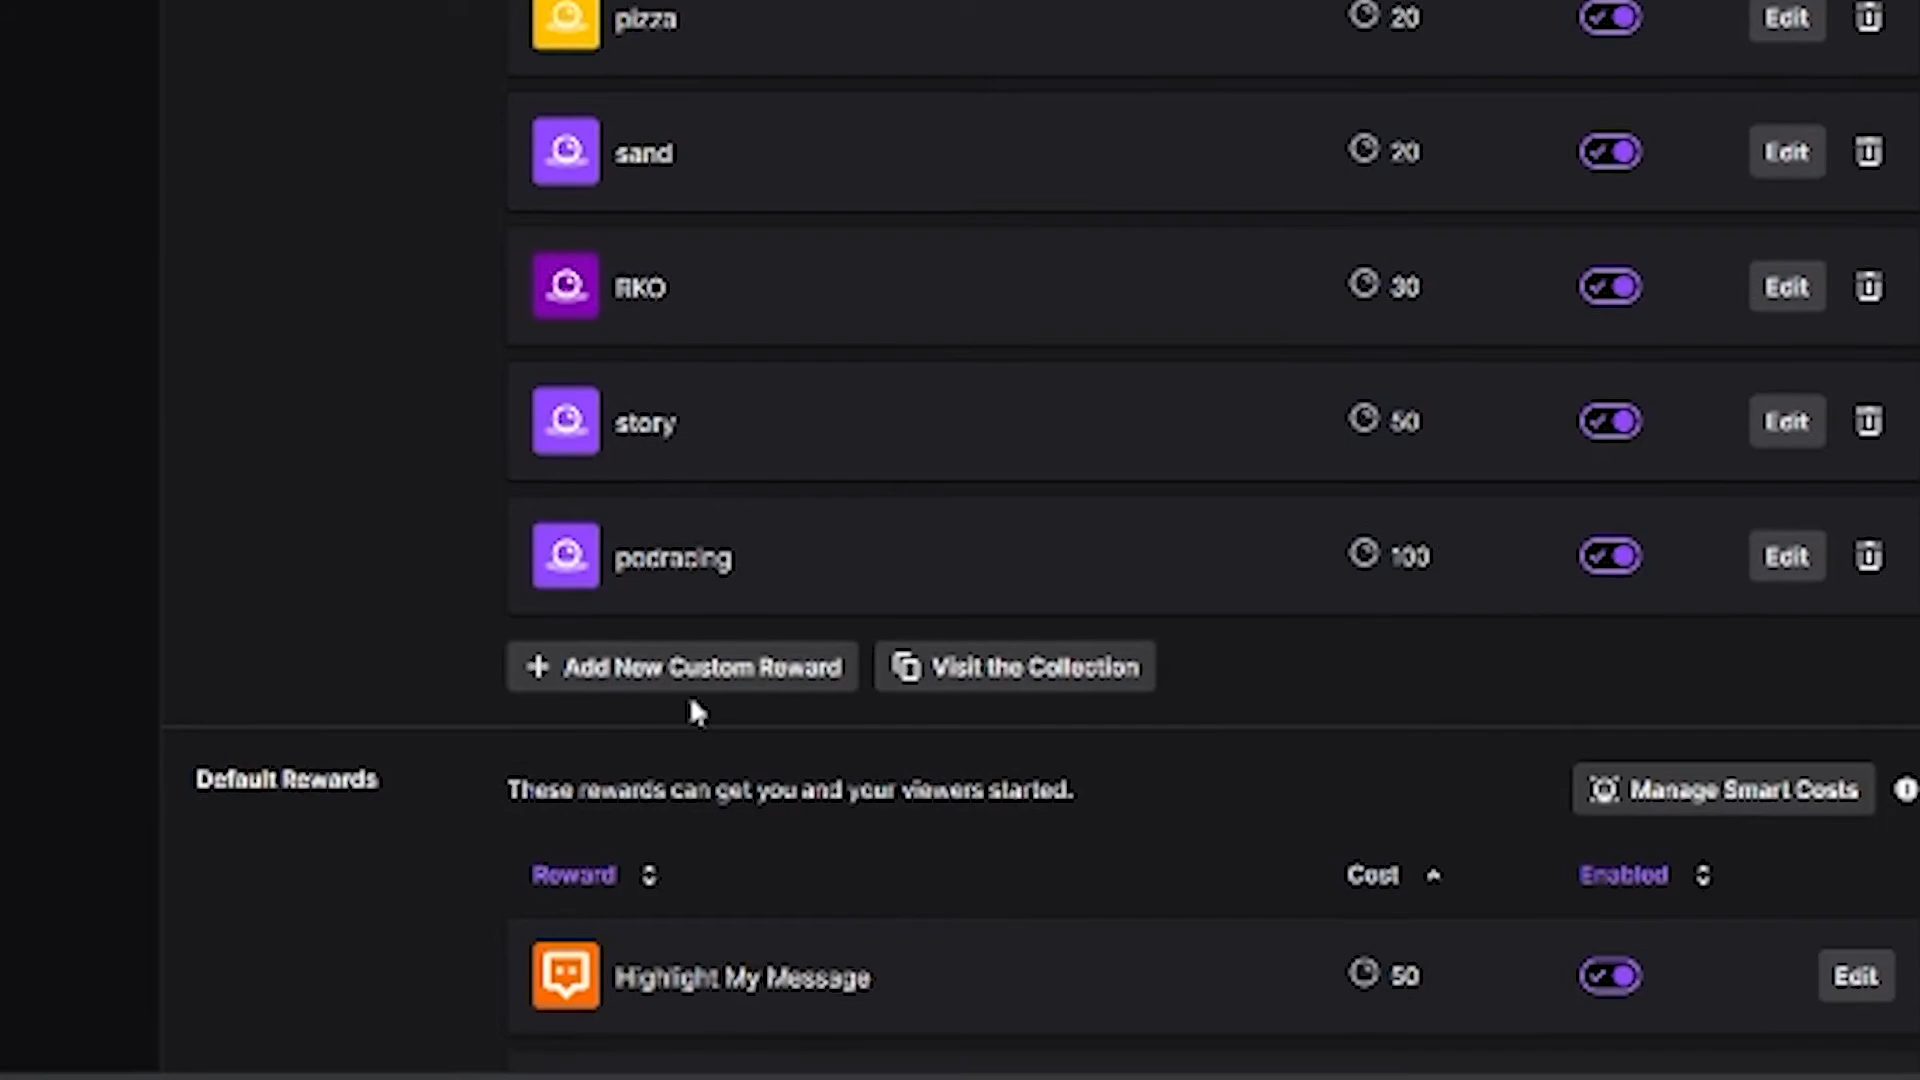 pizza 20 Edit
sand 20 Edit
RKO 30 Edit
story 50 Edit
podracing 100 Edit
+ Add New Custom Reward Visit the Collection
Default Rewards These rewards can get you and your viewers started. Manage Smart Costs
Reward Cost Enabled
Highlight My Message 50 Edit